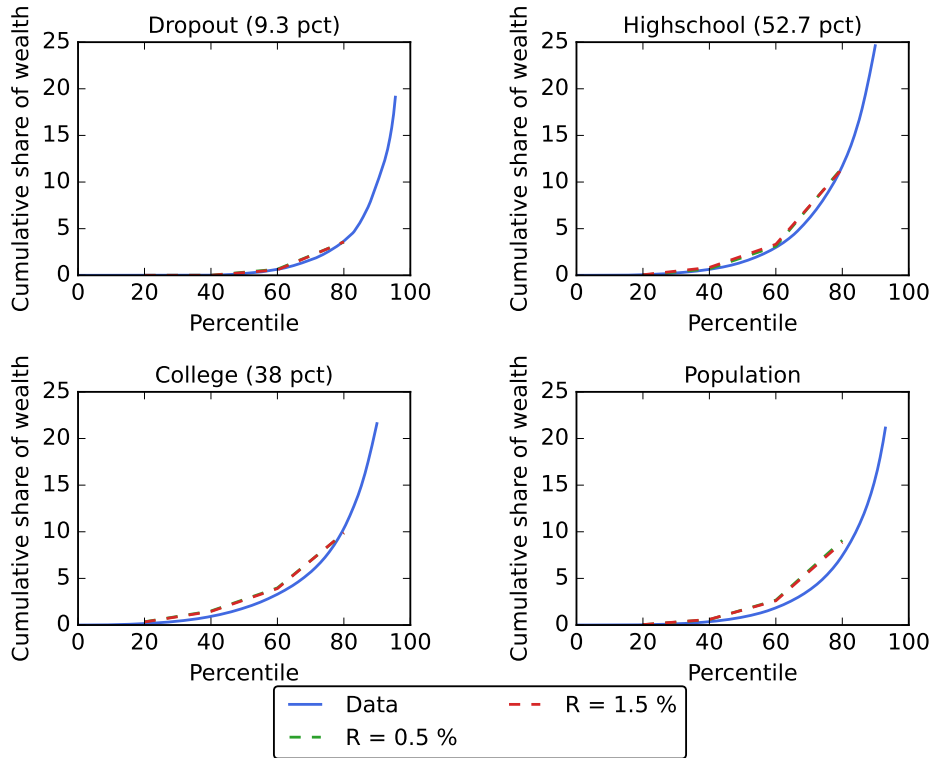 Dropout (9.3 pct)
25
20
15
10
5
0
0 20 40 60 80 100
Cumulative share of wealth
Percentile
Highschool (52.7 pct)
25
20
15
10
5
0
0 20 40 60 80 100
Cumulative share of wealth
Percentile
College (38 pct)
25
20
15
10
5
0
0 20 40 60 80 100
Cumulative share of wealth
Percentile
Population
25
20
15
10
5
0
0 20 40 60 80 100
Cumulative share of wealth
Percentile
Data
R = 0.5 %
R = 1.5 %